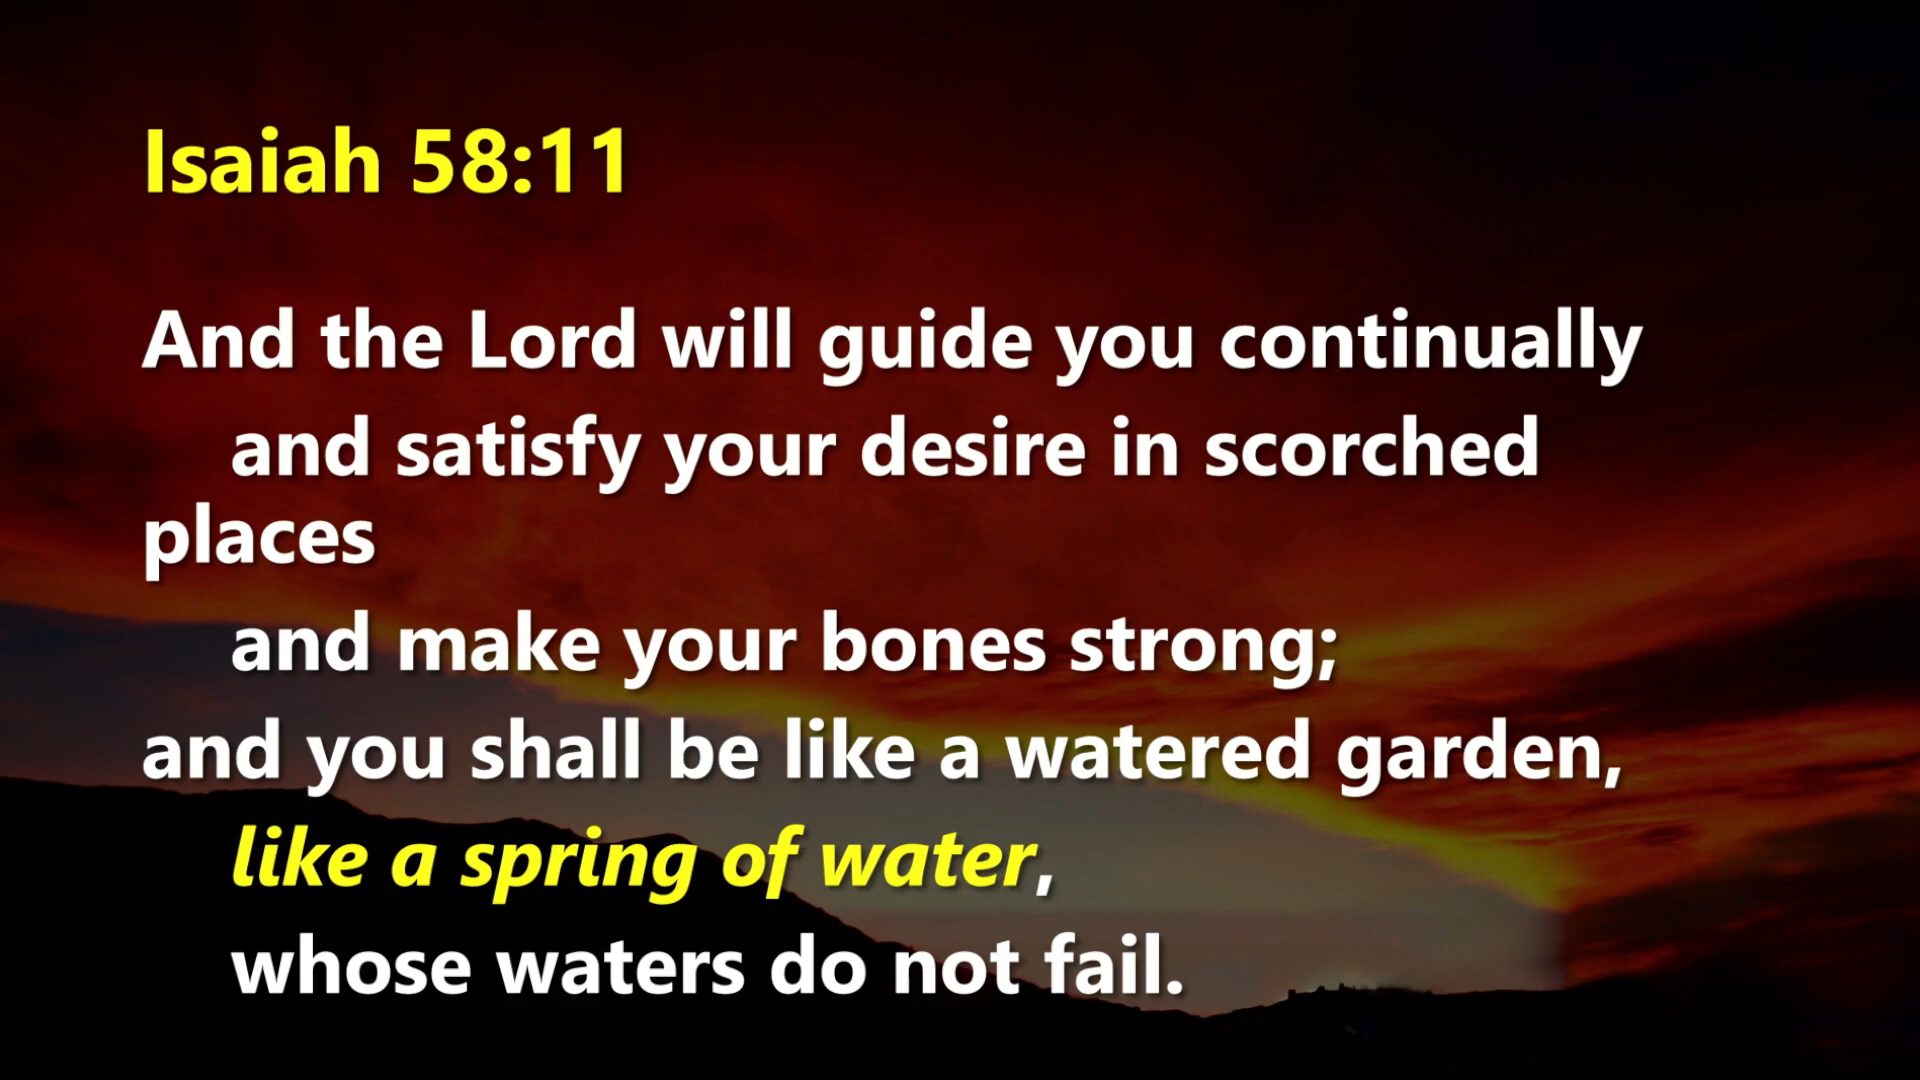 Isaiah 58:11
And the Lord will guide you continually
and satisfy your desire in scorched
places
and make your bones strong;
and you shall be like a watered garden,
like a spring of water,
whose waters do not fail.